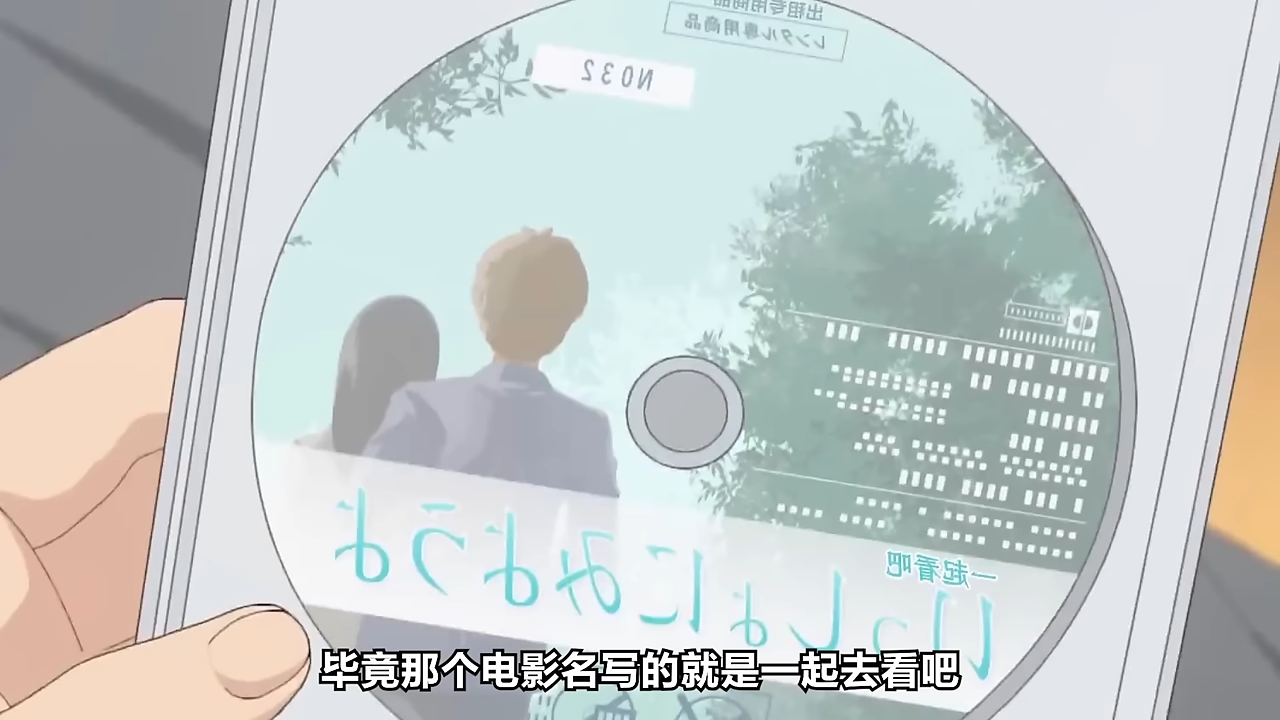 出租专用商品
レンタル専用商品
NO32
一起看吧
いっしょにみようよ
毕竟那个电影名写的就是一起去看吧